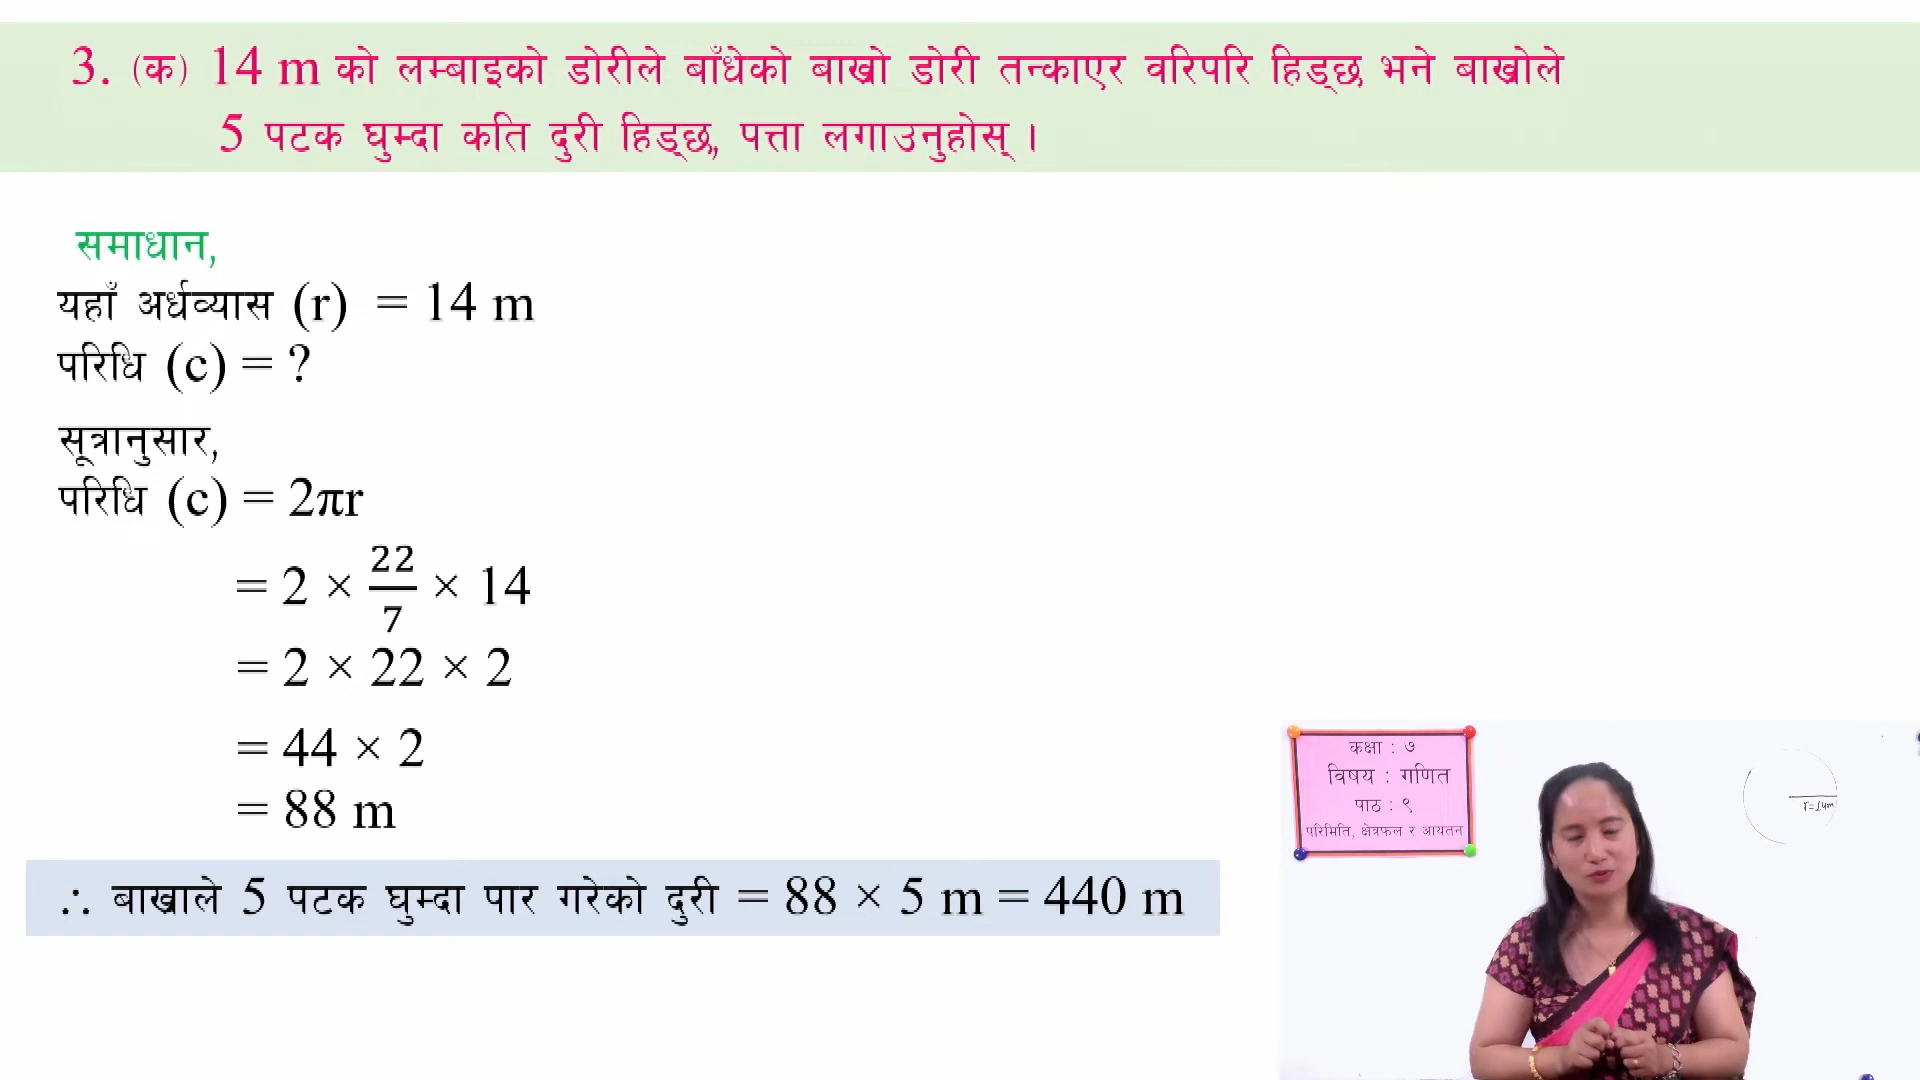 3. (क) 14 m को लम्बाइको डोरीले बाँधेको बाख्रो डोरी तन्काएर वरिपरि हिड्छ भने बाख्रोले
5 पटक घुम्दा कति दुरी हिड्छ, पत्ता लगाउनुहोस् ।
समाधान,
यहाँ अर्धव्यास (r) = 14 m
परिधि (c) = ?
सूत्रानुसार,
परिधि (c) = 2πr
= 2 × 22/7 × 14
= 2 × 22 × 2
= 44 × 2
= 88 m
∴ बाख्राले 5 पटक घुम्दा पार गरेको दुरी = 88 × 5 m = 440 m
कक्षा : ७
विषय : गणित
पाठ : ९
परिमिति, क्षेत्रफल र आयतन
r=14m